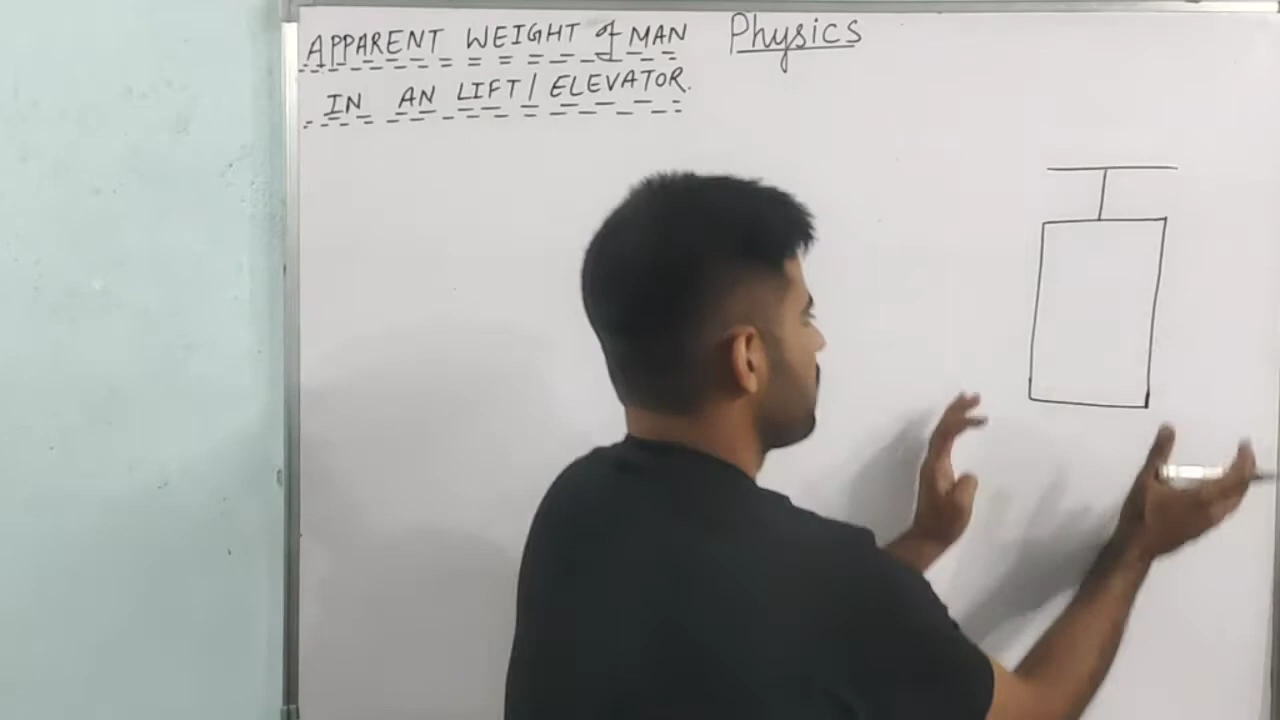 APPARENT WEIGHT of MAN
IN AN LIFT/ELEVATOR.
Physics